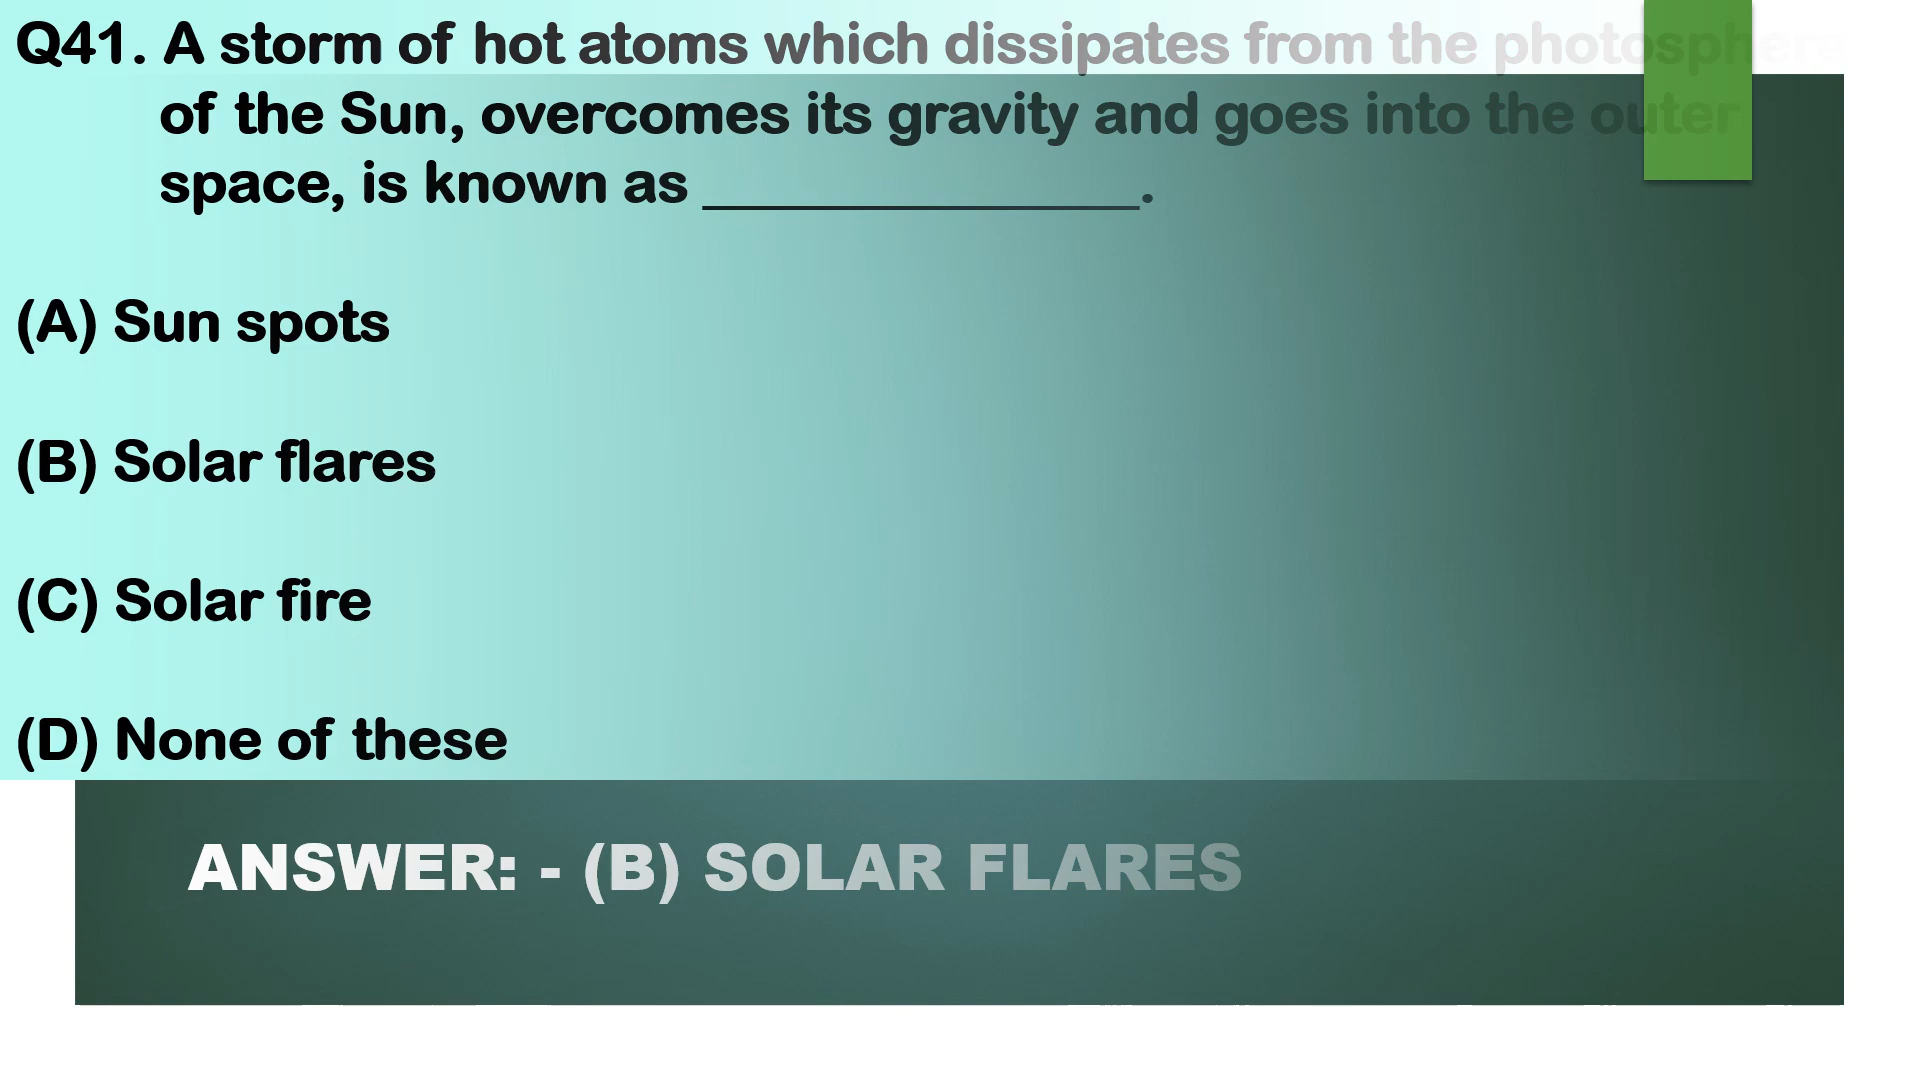 Q41. A storm of hot atoms which dissipates from the photosphere
of the Sun, overcomes its gravity and goes into the outer
space, is known as _______________.
(A) Sun spots
(B) Solar flares
(C) Solar fire
(D) None of these
ANSWER: - (B) SOLAR FLARES